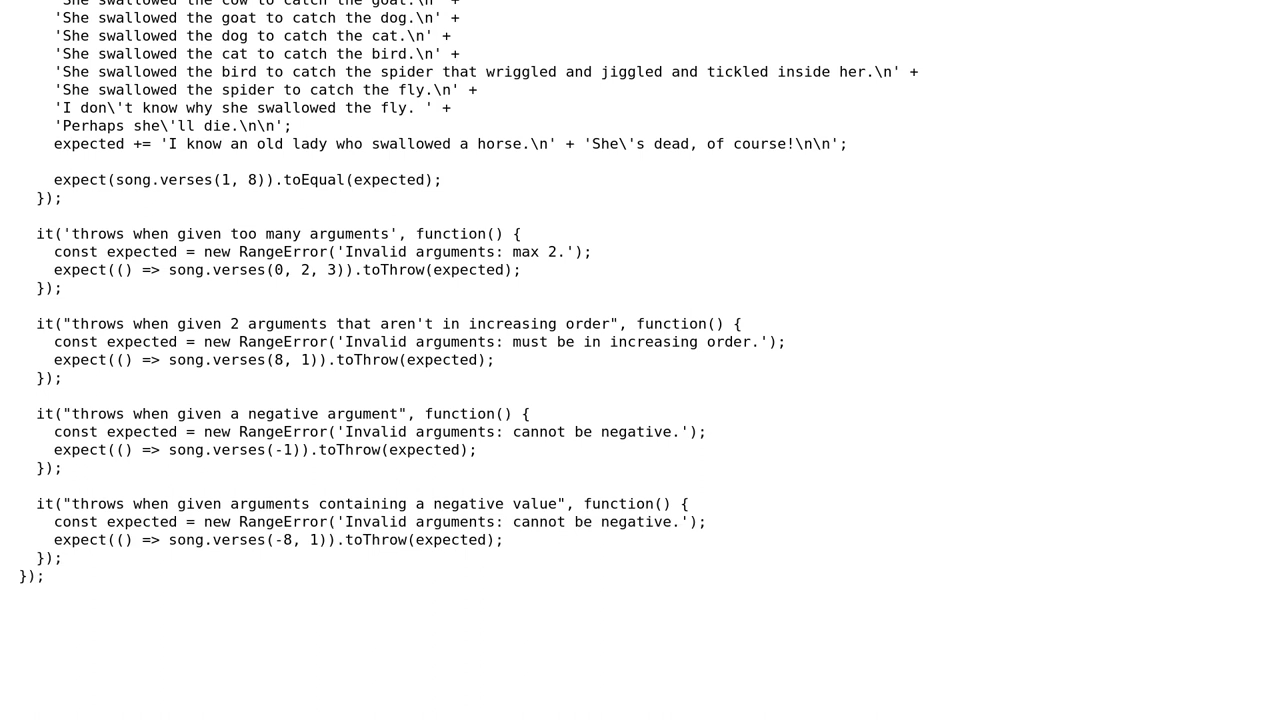 'She swallowed the cow to catch the goat.\n' +
'She swallowed the goat to catch the dog.\n' +
'She swallowed the dog to catch the cat.\n' +
'She swallowed the cat to catch the bird.\n' +
'She swallowed the bird to catch the spider that wriggled and jiggled and tickled inside her.\n' +
'She swallowed the spider to catch the fly.\n' +
'I don\'t know why she swallowed the fly. ' +
'Perhaps she\'ll die.\n\n';
expected += 'I know an old lady who swallowed a horse.\n' + 'She\'s dead, of course!\n\n';
expect(song.verses(1, 8)).toEqual(expected);
});
it('throws when given too many arguments', function() {
const expected = new RangeError('Invalid arguments: max 2.');
expect(() => song.verses(0, 2, 3)).toThrow(expected);
});
it("throws when given 2 arguments that aren't in increasing order", function() {
const expected = new RangeError('Invalid arguments: must be in increasing order.');
expect(() => song.verses(8, 1)).toThrow(expected);
});
it("throws when given a negative argument", function() {
const expected = new RangeError('Invalid arguments: cannot be negative.');
expect(() => song.verses(-1)).toThrow(expected);
});
it("throws when given arguments containing a negative value", function() {
const expected = new RangeError('Invalid arguments: cannot be negative.');
expect(() => song.verses(-8, 1)).toThrow(expected);
});
});